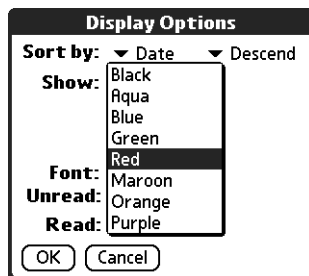 Display Options
Sort by: Date Descend
Show:
Black
Aqua
Blue
Green
Red
Maroon
Orange
Purple
Font:
Unread:
Read:
OK Cancel